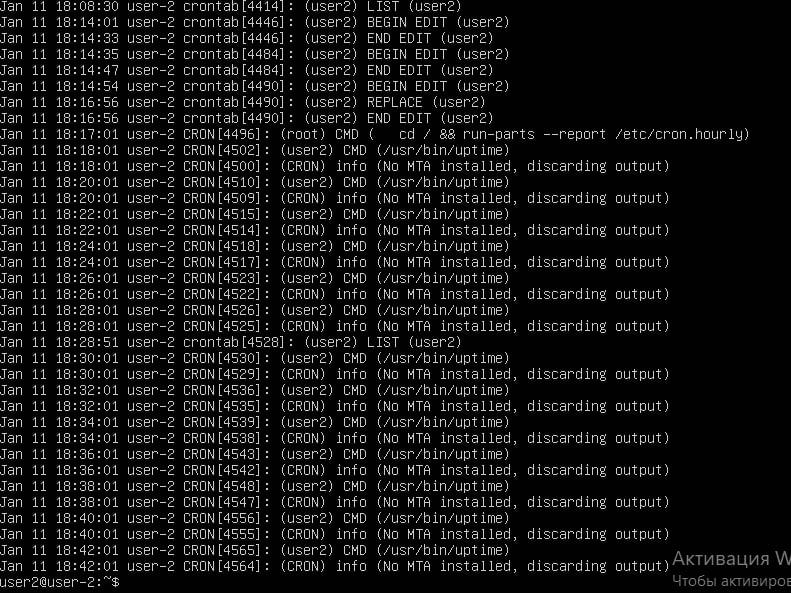 Jan 11 18:08:30 user-2 crontab[4414]: (user2) LIST (user2)
Jan 11 18:14:01 user-2 crontab[4446]: (user2) BEGIN EDIT (user2)
Jan 11 18:14:33 user-2 crontab[4446]: (user2) END EDIT (user2)
Jan 11 18:14:35 user-2 crontab[4484]: (user2) BEGIN EDIT (user2)
Jan 11 18:14:47 user-2 crontab[4484]: (user2) END EDIT (user2)
Jan 11 18:14:54 user-2 crontab[4490]: (user2) BEGIN EDIT (user2)
Jan 11 18:16:56 user-2 crontab[4490]: (user2) REPLACE (user2)
Jan 11 18:16:56 user-2 crontab[4490]: (user2) END EDIT (user2)
Jan 11 18:17:01 user-2 CRON[4496]: (root) CMD (   cd / && run-parts --report /etc/cron.hourly)
Jan 11 18:18:01 user-2 CRON[4502]: (user2) CMD (/usr/bin/uptime)
Jan 11 18:18:01 user-2 CRON[4500]: (CRON) info (No MTA installed, discarding output)
Jan 11 18:20:01 user-2 CRON[4510]: (user2) CMD (/usr/bin/uptime)
Jan 11 18:20:01 user-2 CRON[4509]: (CRON) info (No MTA installed, discarding output)
Jan 11 18:22:01 user-2 CRON[4515]: (user2) CMD (/usr/bin/uptime)
Jan 11 18:22:01 user-2 CRON[4514]: (CRON) info (No MTA installed, discarding output)
Jan 11 18:24:01 user-2 CRON[4518]: (user2) CMD (/usr/bin/uptime)
Jan 11 18:24:01 user-2 CRON[4517]: (CRON) info (No MTA installed, discarding output)
Jan 11 18:26:01 user-2 CRON[4523]: (user2) CMD (/usr/bin/uptime)
Jan 11 18:26:01 user-2 CRON[4522]: (CRON) info (No MTA installed, discarding output)
Jan 11 18:28:01 user-2 CRON[4526]: (user2) CMD (/usr/bin/uptime)
Jan 11 18:28:01 user-2 CRON[4525]: (CRON) info (No MTA installed, discarding output)
Jan 11 18:28:51 user-2 crontab[4528]: (user2) LIST (user2)
Jan 11 18:30:01 user-2 CRON[4530]: (user2) CMD (/usr/bin/uptime)
Jan 11 18:30:01 user-2 CRON[4529]: (CRON) info (No MTA installed, discarding output)
Jan 11 18:32:01 user-2 CRON[4536]: (user2) CMD (/usr/bin/uptime)
Jan 11 18:32:01 user-2 CRON[4535]: (CRON) info (No MTA installed, discarding output)
Jan 11 18:34:01 user-2 CRON[4539]: (user2) CMD (/usr/bin/uptime)
Jan 11 18:34:01 user-2 CRON[4538]: (CRON) info (No MTA installed, discarding output)
Jan 11 18:36:01 user-2 CRON[4543]: (user2) CMD (/usr/bin/uptime)
Jan 11 18:36:01 user-2 CRON[4542]: (CRON) info (No MTA installed, discarding output)
Jan 11 18:38:01 user-2 CRON[4548]: (user2) CMD (/usr/bin/uptime)
Jan 11 18:38:01 user-2 CRON[4547]: (CRON) info (No MTA installed, discarding output)
Jan 11 18:40:01 user-2 CRON[4556]: (user2) CMD (/usr/bin/uptime)
Jan 11 18:40:01 user-2 CRON[4555]: (CRON) info (No MTA installed, discarding output)
Jan 11 18:42:01 user-2 CRON[4565]: (user2) CMD (/usr/bin/uptime)
Jan 11 18:42:01 user-2 CRON[4564]: (CRON) info (No MTA installed, discarding output)
user2@user-2:~$
Активация W
Чтобы активиров